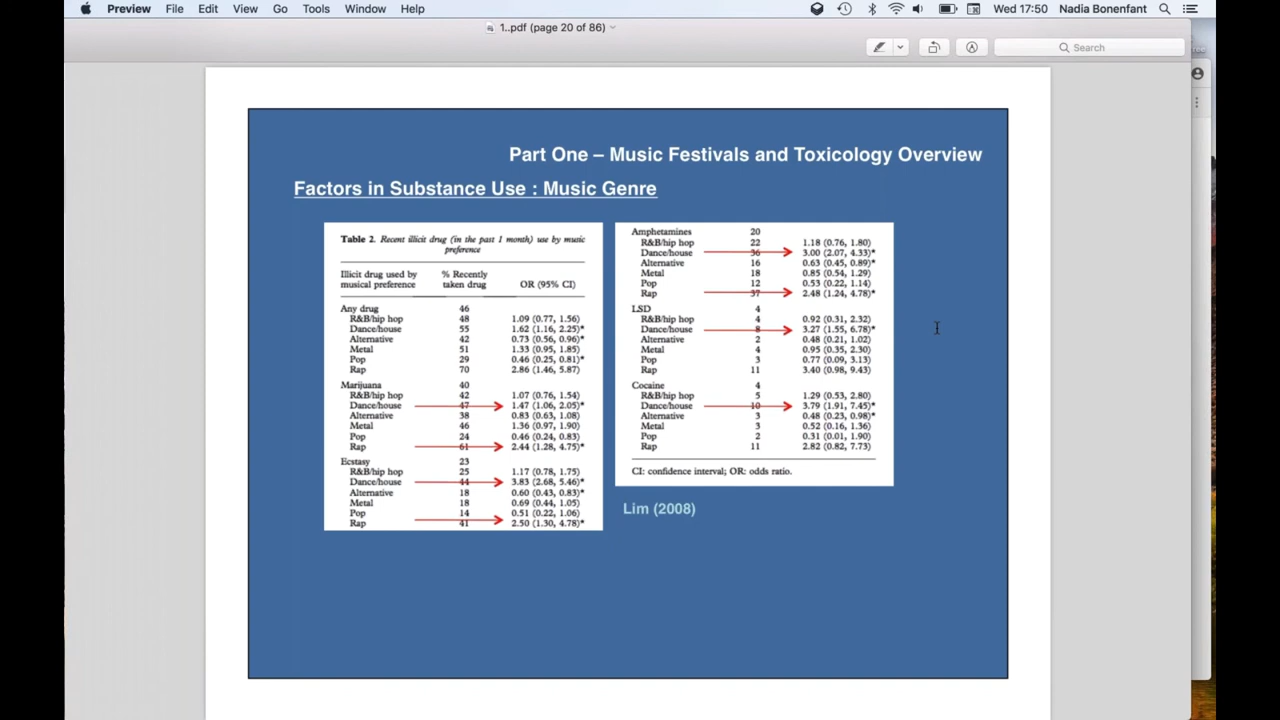 Preview File Edit View Go Tools Window Help Wed 17:50 Nadia Bonenfant
1..pdf (page 20 of 86)
Search
Part One – Music Festivals and Toxicology Overview
Factors in Substance Use : Music Genre
Table 2. Recent illicit drug (in the past 1 month) use by music
preference
Illicit drug used by % Recently
musical preference taken drug OR (95% CI)
Any drug 46
R&B/hip hop 48 1.09 (0.77, 1.56)
Dance/house 55 1.62 (1.16, 2.25)*
Alternative 42 0.73 (0.56, 0.96)*
Metal 51 1.33 (0.95, 1.85)
Pop 29 0.46 (0.25, 0.81)*
Rap 70 2.86 (1.46, 5.87)
Marijuana 40
R&B/hip hop 42 1.07 (0.76, 1.54)
Dance/house 47 1.47 (1.06, 2.05)*
Alternative 38 0.83 (0.63, 1.08)
Metal 46 1.36 (0.97, 1.90)
Pop 24 0.46 (0.24, 0.83)
Rap 61 2.44 (1.28, 4.75)*
Ecstasy 23
R&B/hip hop 25 1.17 (0.78, 1.75)
Dance/house 44 3.83 (2.68, 5.46)*
Alternative 18 0.60 (0.43, 0.83)*
Metal 18 0.69 (0.44, 1.05)
Pop 14 0.51 (0.22, 1.06)
Rap 41 2.50 (1.30, 4.78)*
Amphetamines 20
R&B/hip hop 22 1.18 (0.76, 1.80)
Dance/house 36 3.00 (2.07, 4.33)*
Alternative 16 0.63 (0.45, 0.89)*
Metal 18 0.85 (0.54, 1.29)
Pop 12 0.53 (0.22, 1.14)
Rap 37 2.48 (1.24, 4.78)*
LSD 4
R&B/hip hop 4 0.92 (0.31, 2.32)
Dance/house 8 3.27 (1.55, 6.78)*
Alternative 2 0.48 (0.21, 1.02)
Metal 4 0.95 (0.35, 2.30)
Pop 3 0.77 (0.09, 3.13)
Rap 11 3.40 (0.98, 9.43)
Cocaine 4
R&B/hip hop 5 1.29 (0.53, 2.80)
Dance/house 10 3.79 (1.91, 7.45)*
Alternative 3 0.48 (0.23, 0.98)*
Metal 3 0.52 (0.16, 1.36)
Pop 2 0.31 (0.01, 1.90)
Rap 11 2.82 (0.82, 7.73)
CI: confidence interval; OR: odds ratio.
Lim (2008)